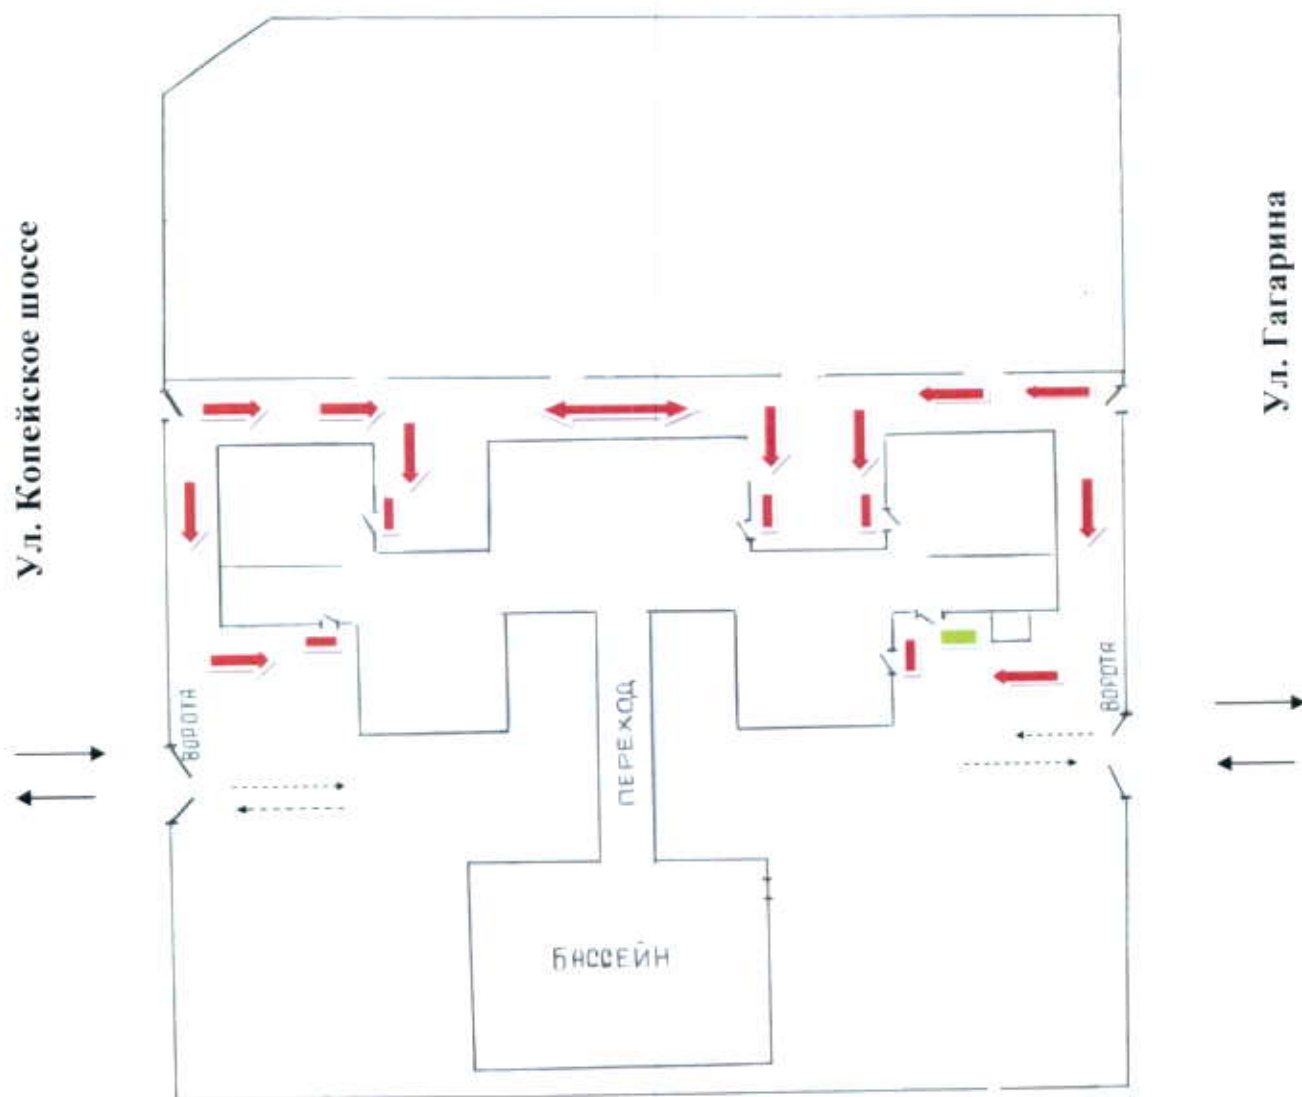 Ул. Копейское шоссе
Ул. Гагарина
ВОРОТА
ВОРОТА
ПЕРЕХОД
БАССЕЙН